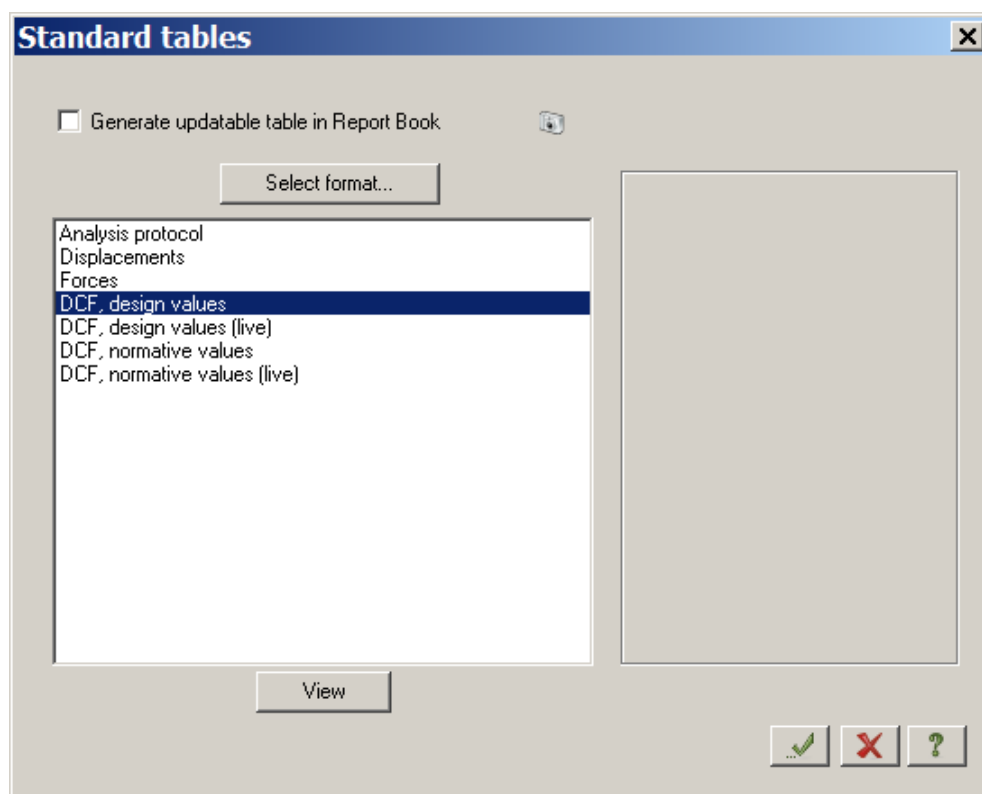 Standard tables
Generate updatable table in Report Book
Select format...
Analysis protocol
Displacements
Forces
DCF, design values
DCF, design values (live)
DCF, normative values
DCF, normative values (live)
View